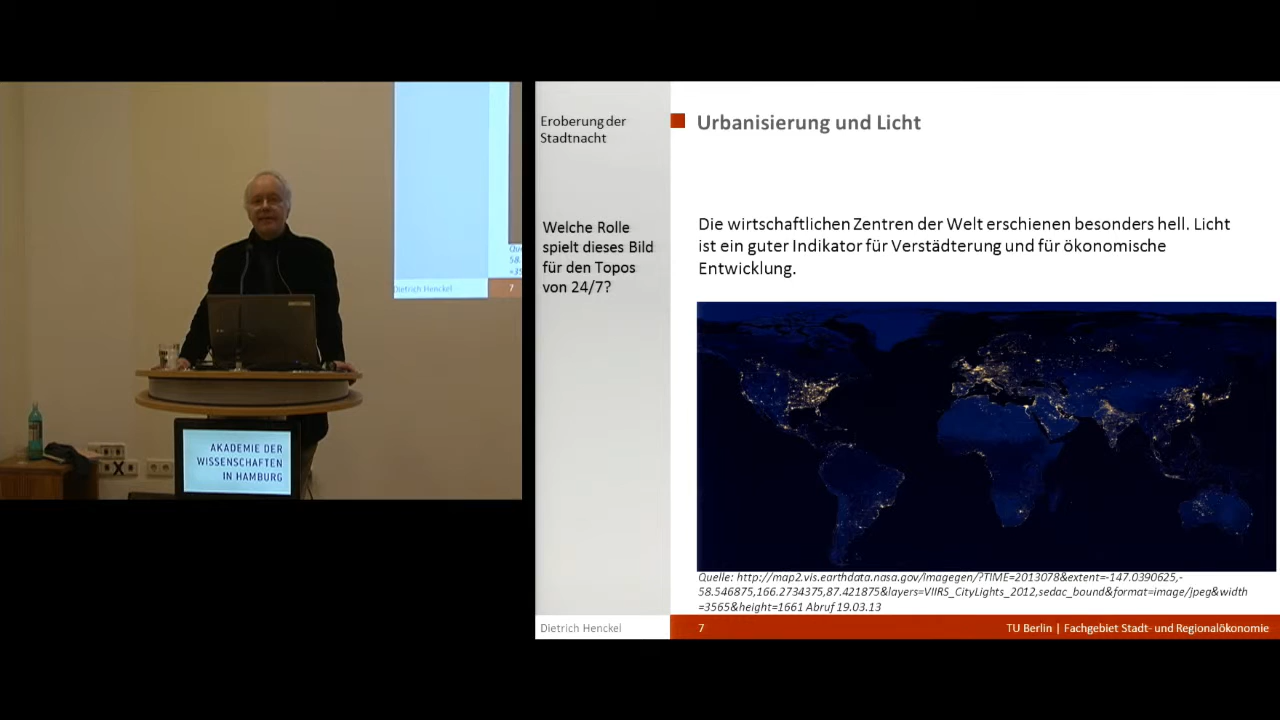 Eroberung der
Stadtnacht
Urbanisierung und Licht
Welche Rolle
spielt dieses Bild
für den Topos
von 24/7?
Die wirtschaftlichen Zentren der Welt erschienen besonders hell. Licht
ist ein guter Indikator für Verstädterung und für ökonomische
Entwicklung.
Quelle: http://map2.vis.earthdata.nasa.gov/imagegen/?TIME=2013078&extent=-147.0390625,-
58.546875,166.2734375,87.421875&layers=VIIRS_CityLights_2012,sedac_bound&format=image/jpeg&width
=3565&height=1661 Abruf 19.03.13
Dietrich Henckel
7
TU Berlin | Fachgebiet Stadt- und Regionalökonomie
Qu
58.
=35
Dietrich Henckel
7
AKADEMIE DER
WISSENSCHAFTEN
IN HAMBURG
X